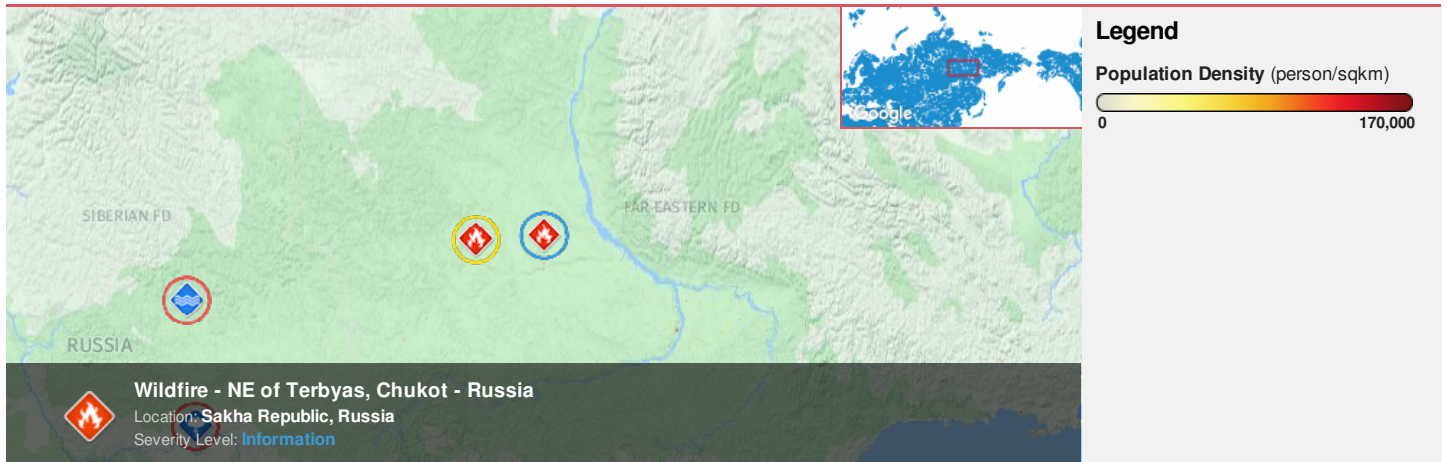 Google
SIBERIAN FD
FAR EASTERN FD
RUSSIA
Wildfire - NE of Terbyas, Chukot - Russia
Location: Sakha Republic, Russia
Severity Level: Information
Legend
Population Density (person/sqkm)
0 170,000